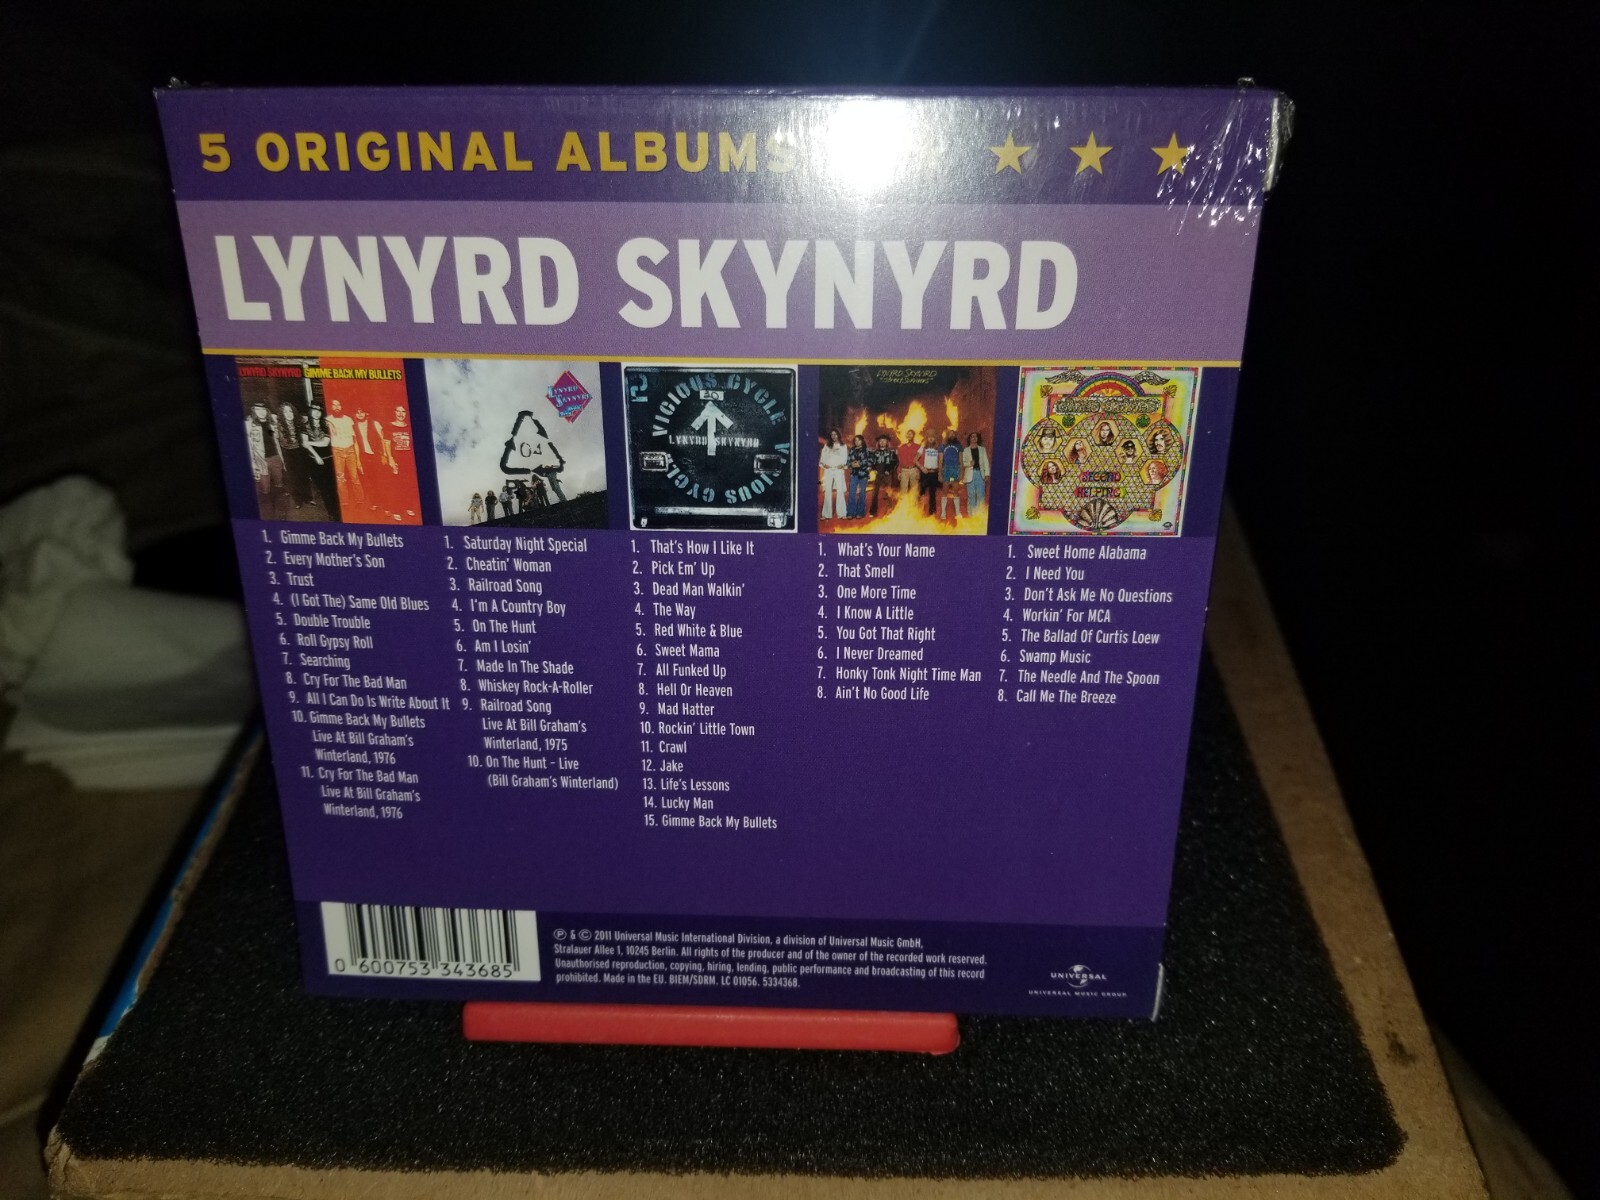 5 ORIGINAL ALBUMS
LYNYRD SKYNYRD
LYNYRD SKYNYRD GIMME BACK MY BULLETS
LYNYRD
SKYNYRD
VICIOUS CYCLE
LYNYRD SKYNYRD
VICIOUS CYCLE
LYNYRD SKYNYRD
SECOND
HELPING
1. Gimme Back My Bullets
2. Every Mother's Son
3. Trust
4. (I Got The) Same Old Blues
5. Double Trouble
6. Roll Gypsy Roll
7. Searching
8. Cry For The Bad Man
9. All I Can Do Is Write About It
10. Gimme Back My Bullets
Live At Bill Graham's
Winterland, 1976
11. Cry For The Bad Man
Live At Bill Graham's
Winterland, 1976
1. Saturday Night Special
2. Cheatin' Woman
3. Railroad Song
4. I'm A Country Boy
5. On The Hunt
6. Am I Losin'
7. Made In The Shade
8. Whiskey Rock-A-Roller
9. Railroad Song
Live At Bill Graham's
Winterland, 1975
10. On The Hunt - Live
(Bill Graham's Winterland)
1. That's How I Like It
2. Pick Em' Up
3. Dead Man Walkin'
4. The Way
5. Red White & Blue
6. Sweet Mama
7. All Funked Up
8. Hell Or Heaven
9. Mad Hatter
10. Rockin' Little Town
11. Crawl
12. Jake
13. Life's Lessons
14. Lucky Man
15. Gimme Back My Bullets
1. What's Your Name
2. That Smell
3. One More Time
4. I Know A Little
5. You Got That Right
6. I Never Dreamed
7. Honky Tonk Night Time Man
8. Ain't No Good Life
1. Sweet Home Alabama
2. I Need You
3. Don't Ask Me No Questions
4. Workin' For MCA
5. The Ballad Of Curtis Loew
6. Swamp Music
7. The Needle And The Spoon
8. Call Me The Breeze
0 600753 343685
℗ & © 2011 Universal Music International Division, a division of Universal Music GmbH,
Stralauer Allee 1, 10245 Berlin. All rights of the producer and of the owner of the recorded work reserved.
Unauthorised reproduction, copying, hiring, lending, public performance and broadcasting of this record
prohibited. Made in the EU. BIEM/SDRM. LC 01056. 5334368.
UNIVERSAL
UNIVERSAL MUSIC GROUP